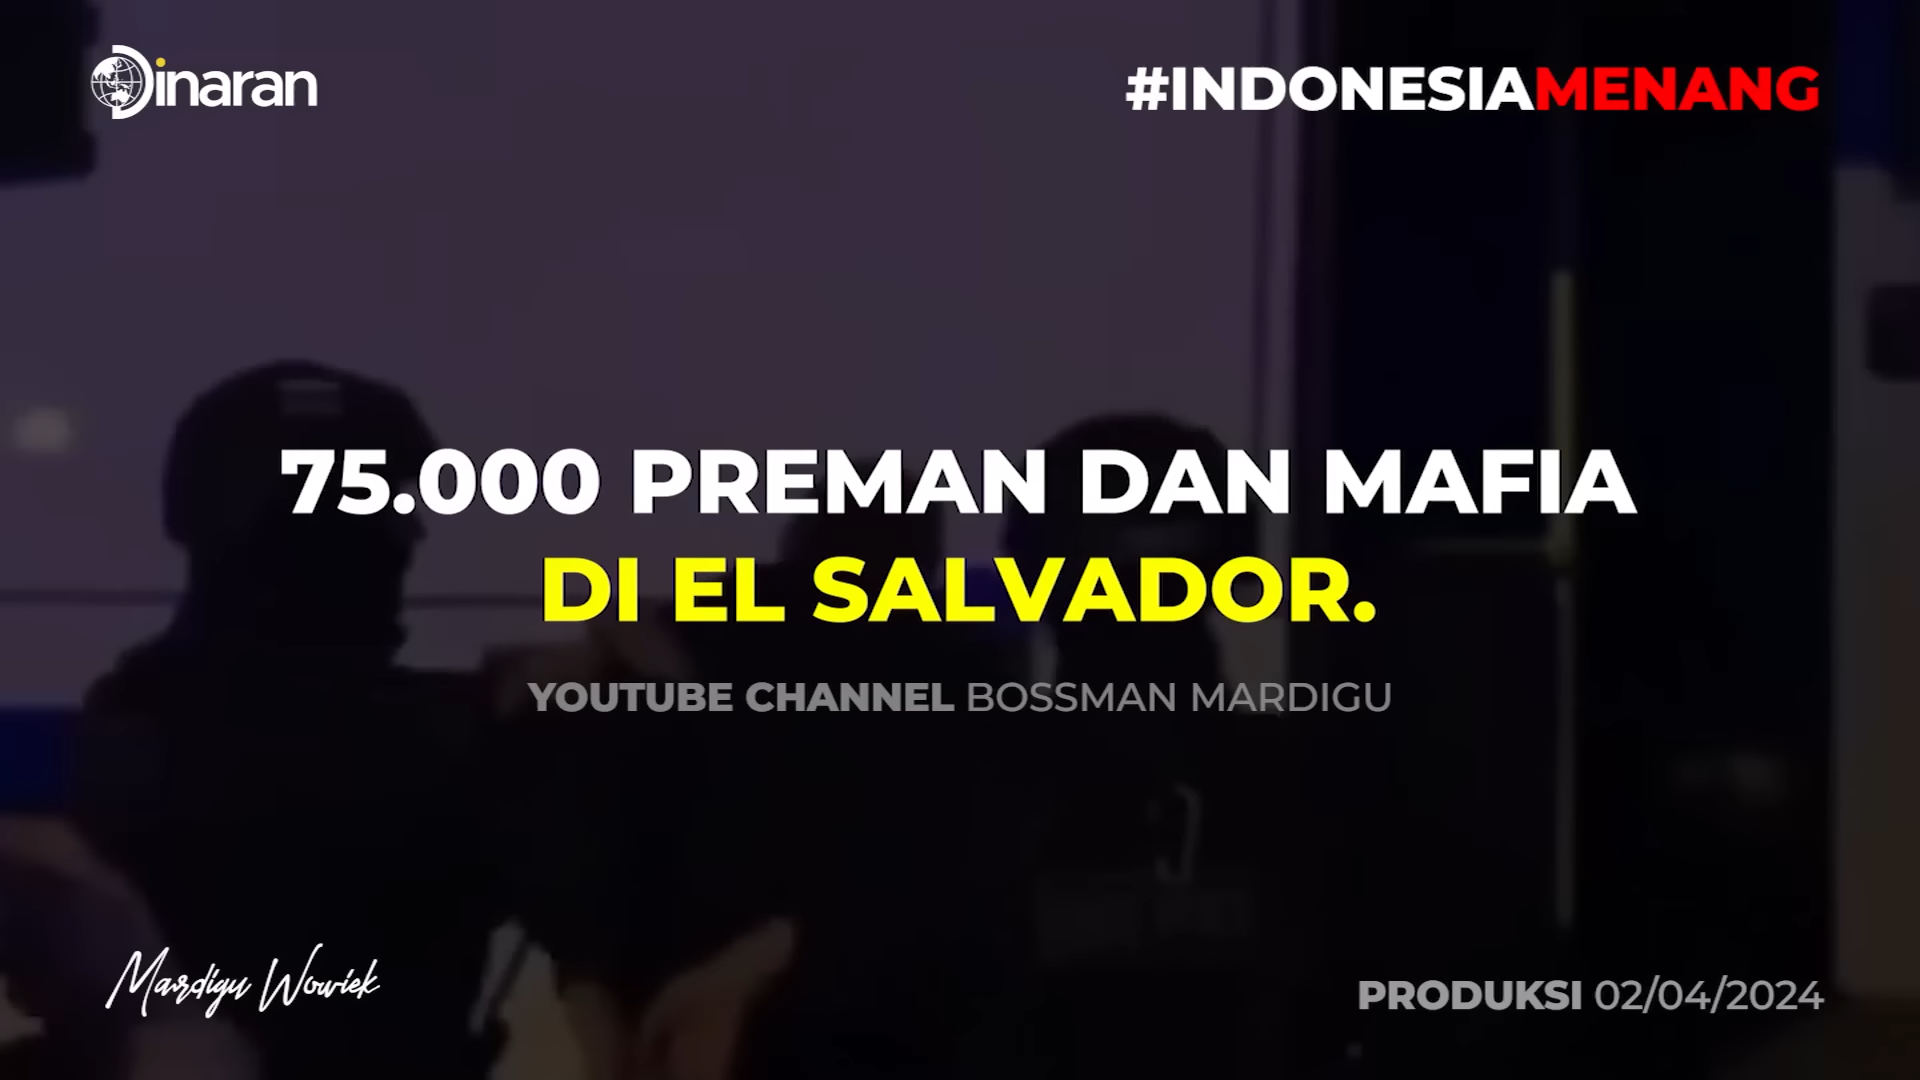 Dinaran
#INDONESIAMENANG
75.000 PREMAN DAN MAFIA
DI EL SALVADOR.
YOUTUBE CHANNEL BOSSMAN MARDIGU
Mardigu Wowiek
PRODUKSI 02/04/2024